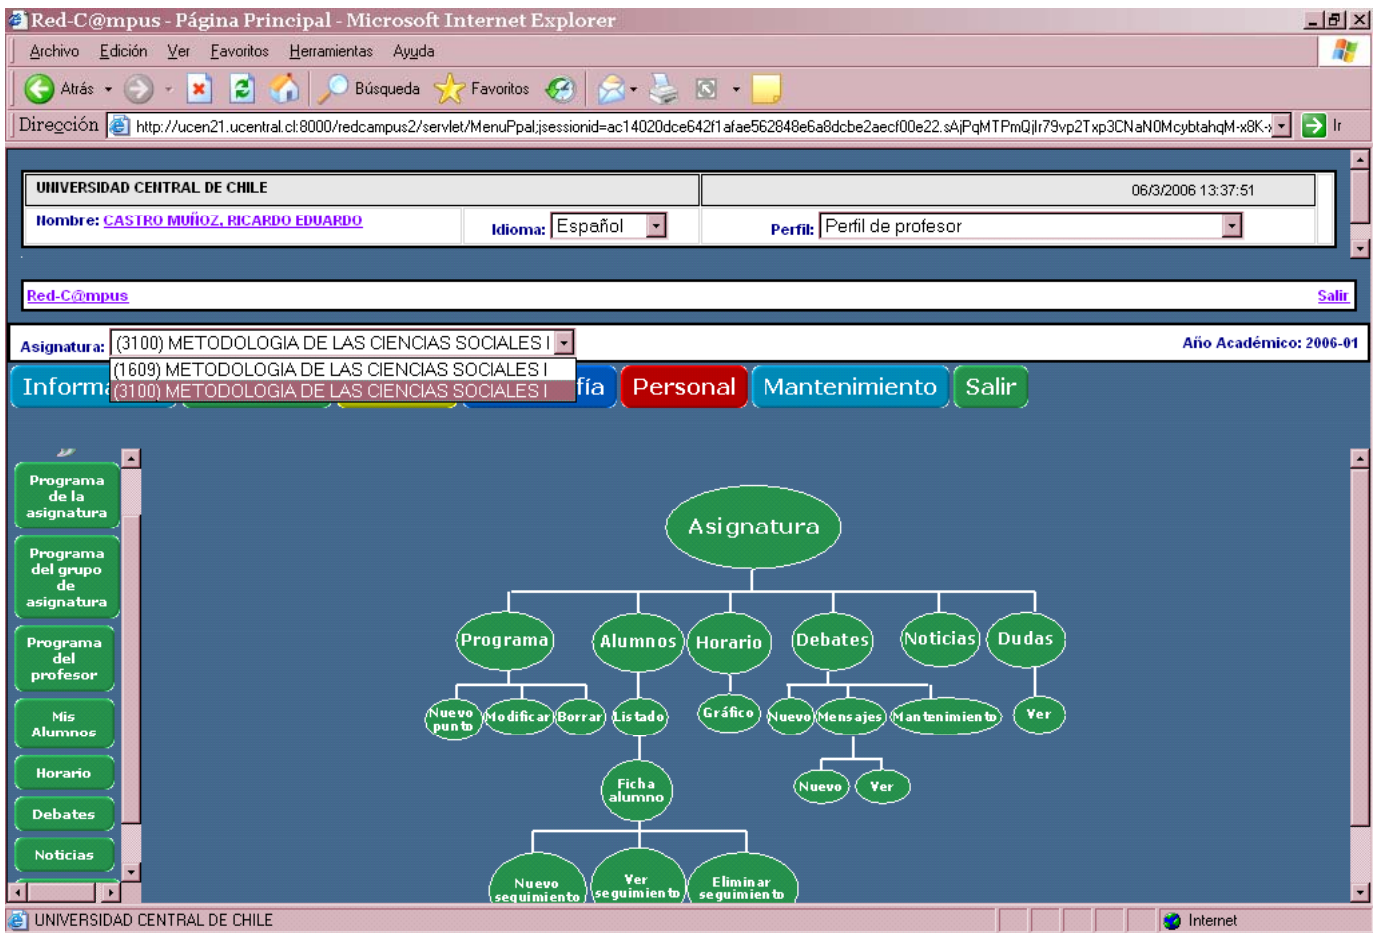 Red-C@mpus - Página Principal - Microsoft Internet Explorer
Archivo Edición Ver Favoritos Herramientas Ayuda
Atrás Búsqueda Favoritos
Dirección http://ucen21.ucentral.cl:8000/redcampus2/servlet/MenuPpal;jsessionid=ac14020dce642f1afae562848e6a8dcbe2aecf00e22.sAjPqMTPmQjIr79vp2Txp3CNaN0McybtahqM-x8K- Ir
UNIVERSIDAD CENTRAL DE CHILE 06/3/2006 13:37:51
Nombre: CASTRO MUÑOZ, RICARDO EDUARDO Idioma: Español Perfil: Perfil de profesor
Red-C@mpus Salir
Asignatura: (3100) METODOLOGIA DE LAS CIENCIAS SOCIALES I Año Académico: 2006-01
(1609) METODOLOGIA DE LAS CIENCIAS SOCIALES I
(3100) METODOLOGIA DE LAS CIENCIAS SOCIALES I
Inform fía Personal Mantenimiento Salir
Programa
de la
asignatura
Programa
del grupo
de
asignatura
Programa
del
profesor
Mis
Alumnos
Horario
Debates
Noticias
Asignatura
Programa Alumnos Horario Debates Noticias Dudas
Nuevo
punto
Modificar Borrar Listado Gráfico Nuevo Mensajes Mantenimiento Ver
Ficha
alumno
Nuevo Ver
Nuevo
seguimiento
Ver
seguimiento
Eliminar
seguimiento
UNIVERSIDAD CENTRAL DE CHILE Internet